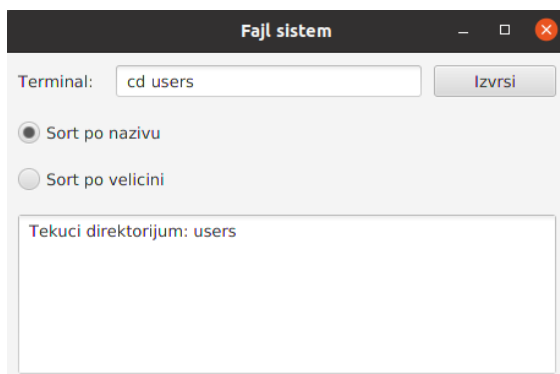 Fajl sistem
Terminal: cd users Izvrsi
Sort po nazivu
Sort po velicini
Tekuci direktorijum: users